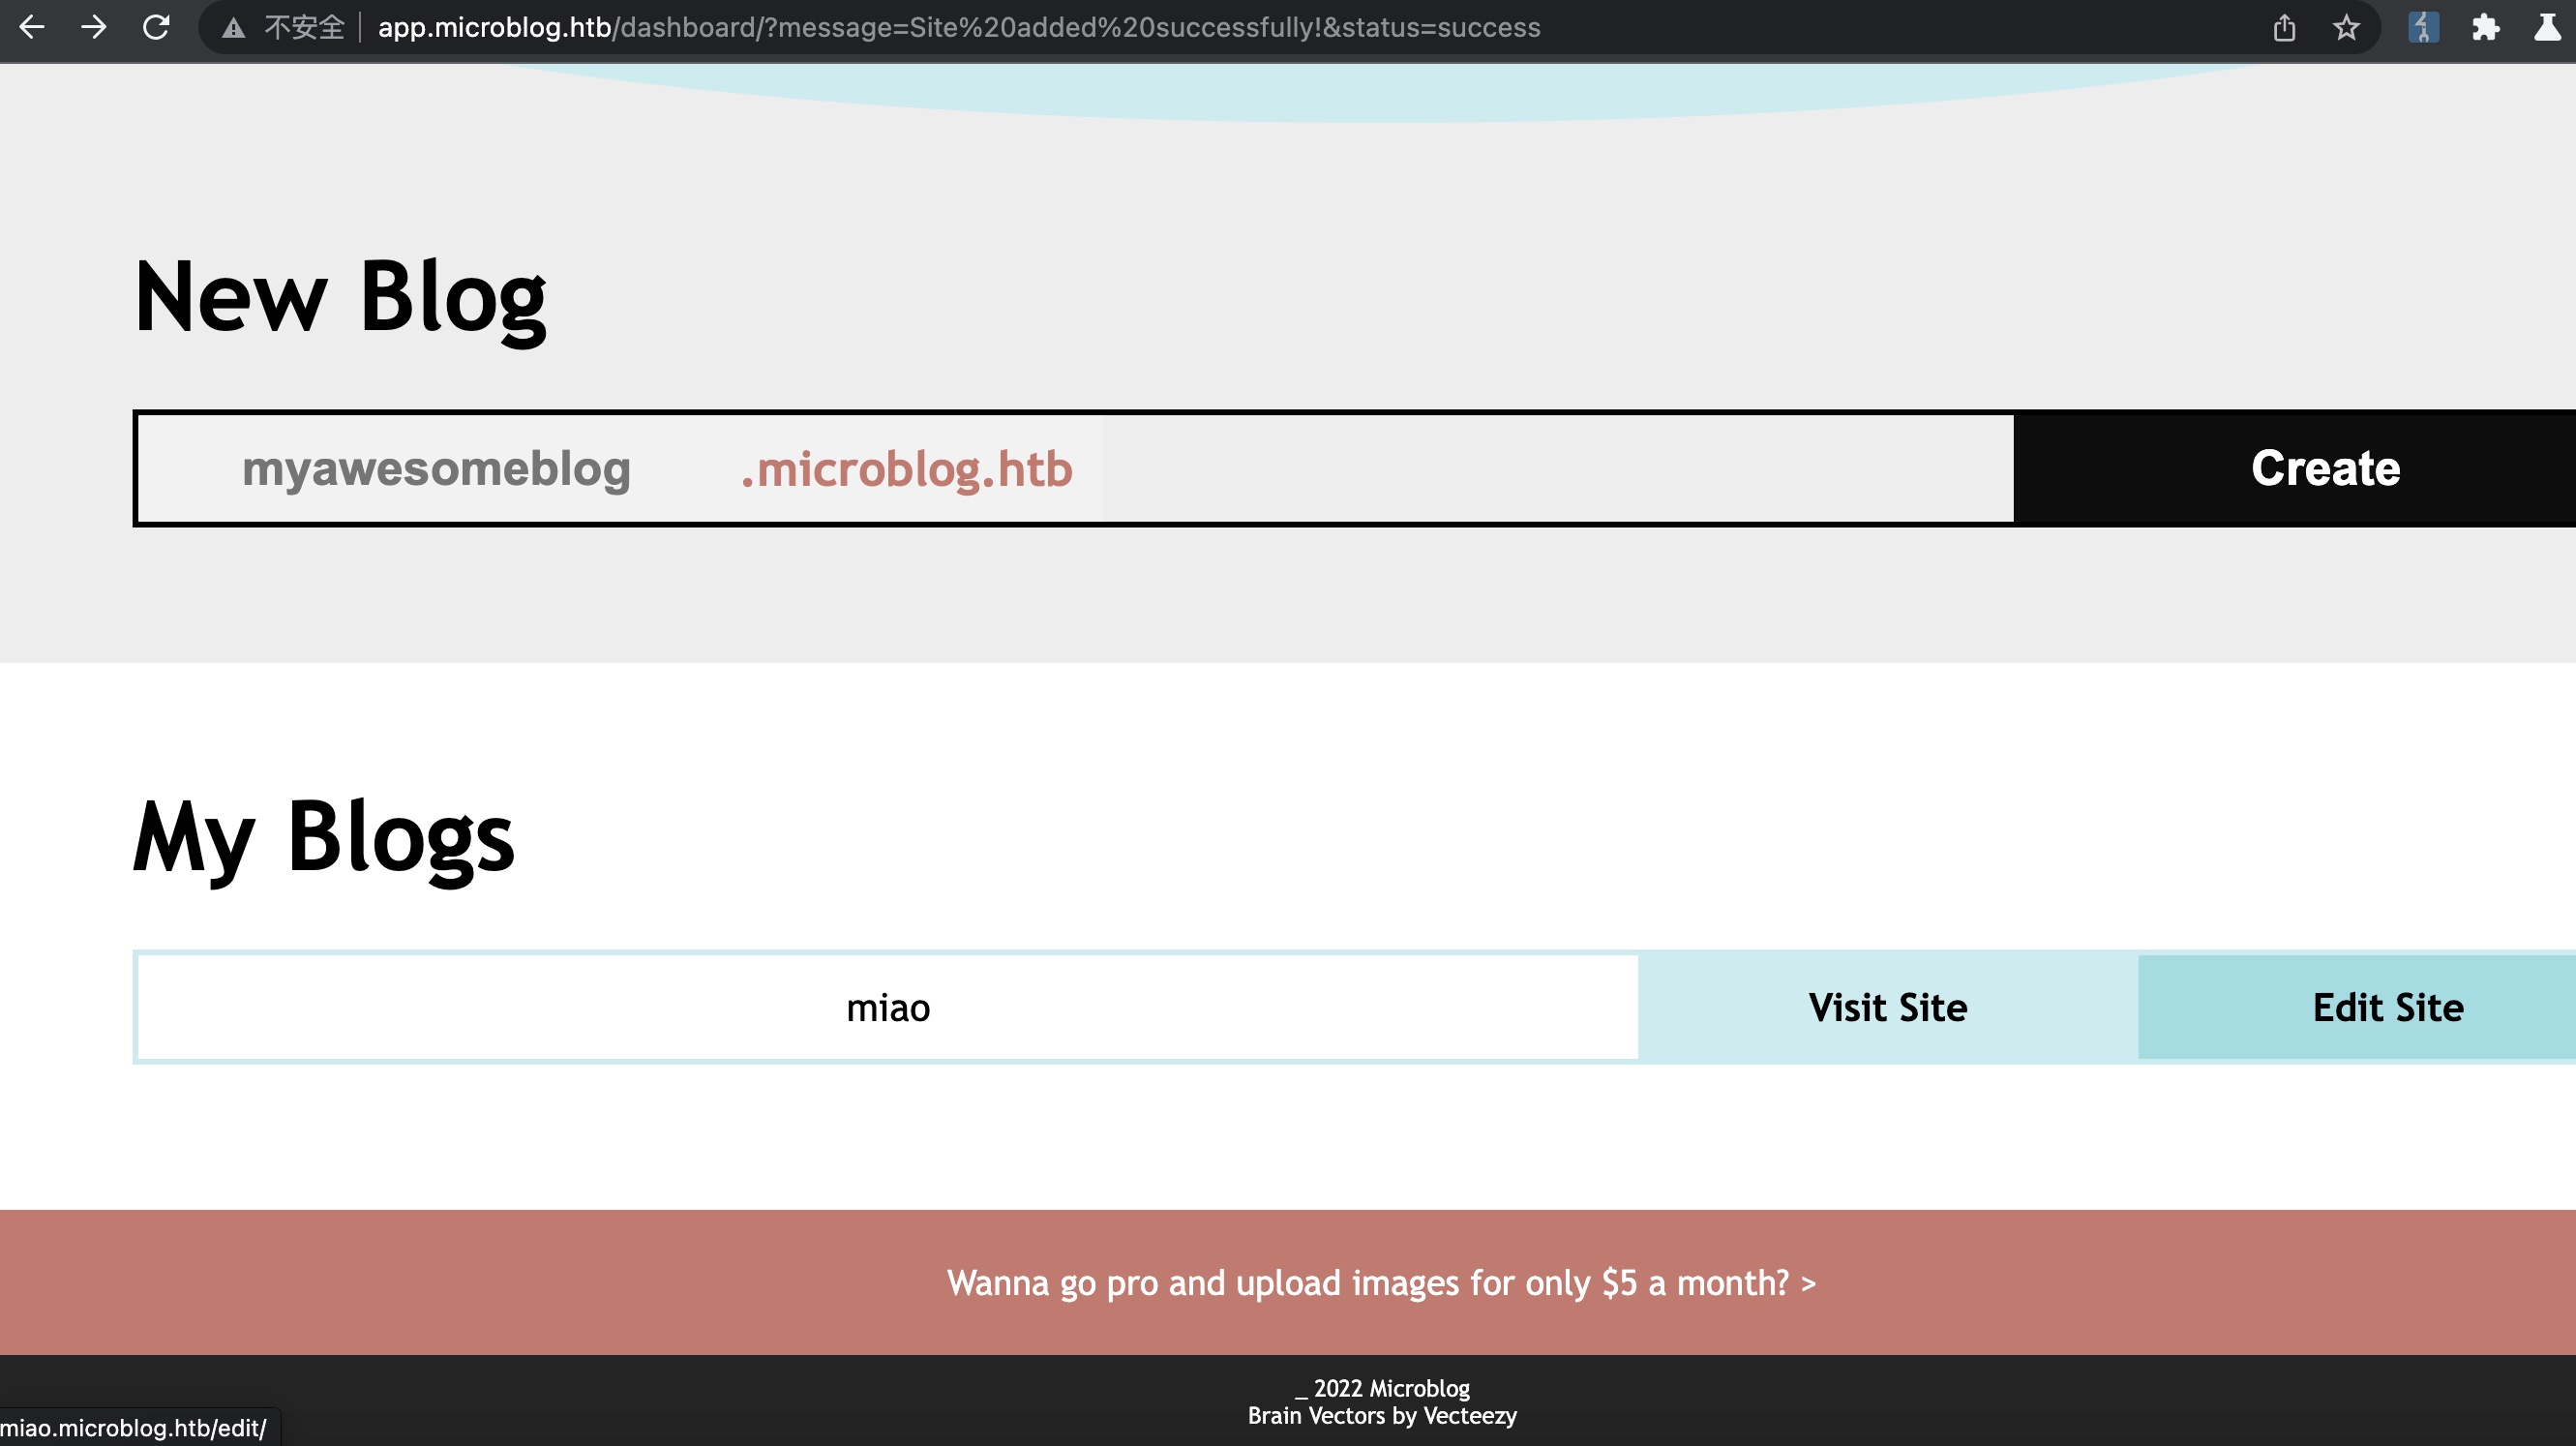 不安全 app.microblog.htb/dashboard/?message=Site%20added%20successfully!&status=success
New Blog
myawesomeblog .microblog.htb Create
My Blogs
miao Visit Site Edit Site
Wanna go pro and upload images for only $5 a month? >
_ 2022 Microblog
Brain Vectors by Vecteezy
miao.microblog.htb/edit/